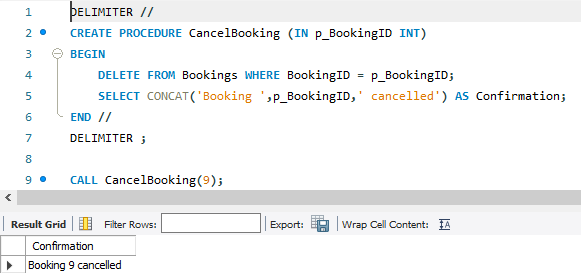 1 DELIMITER //
2 CREATE PROCEDURE CancelBooking (IN p_BookingID INT)
3 BEGIN
4 DELETE FROM Bookings WHERE BookingID = p_BookingID;
5 SELECT CONCAT('Booking ',p_BookingID,' cancelled') AS Confirmation;
6 END //
7 DELIMITER ;
8
9 CALL CancelBooking(9);
Result Grid Filter Rows: Export: Wrap Cell Content: IA
Confirmation
Booking 9 cancelled